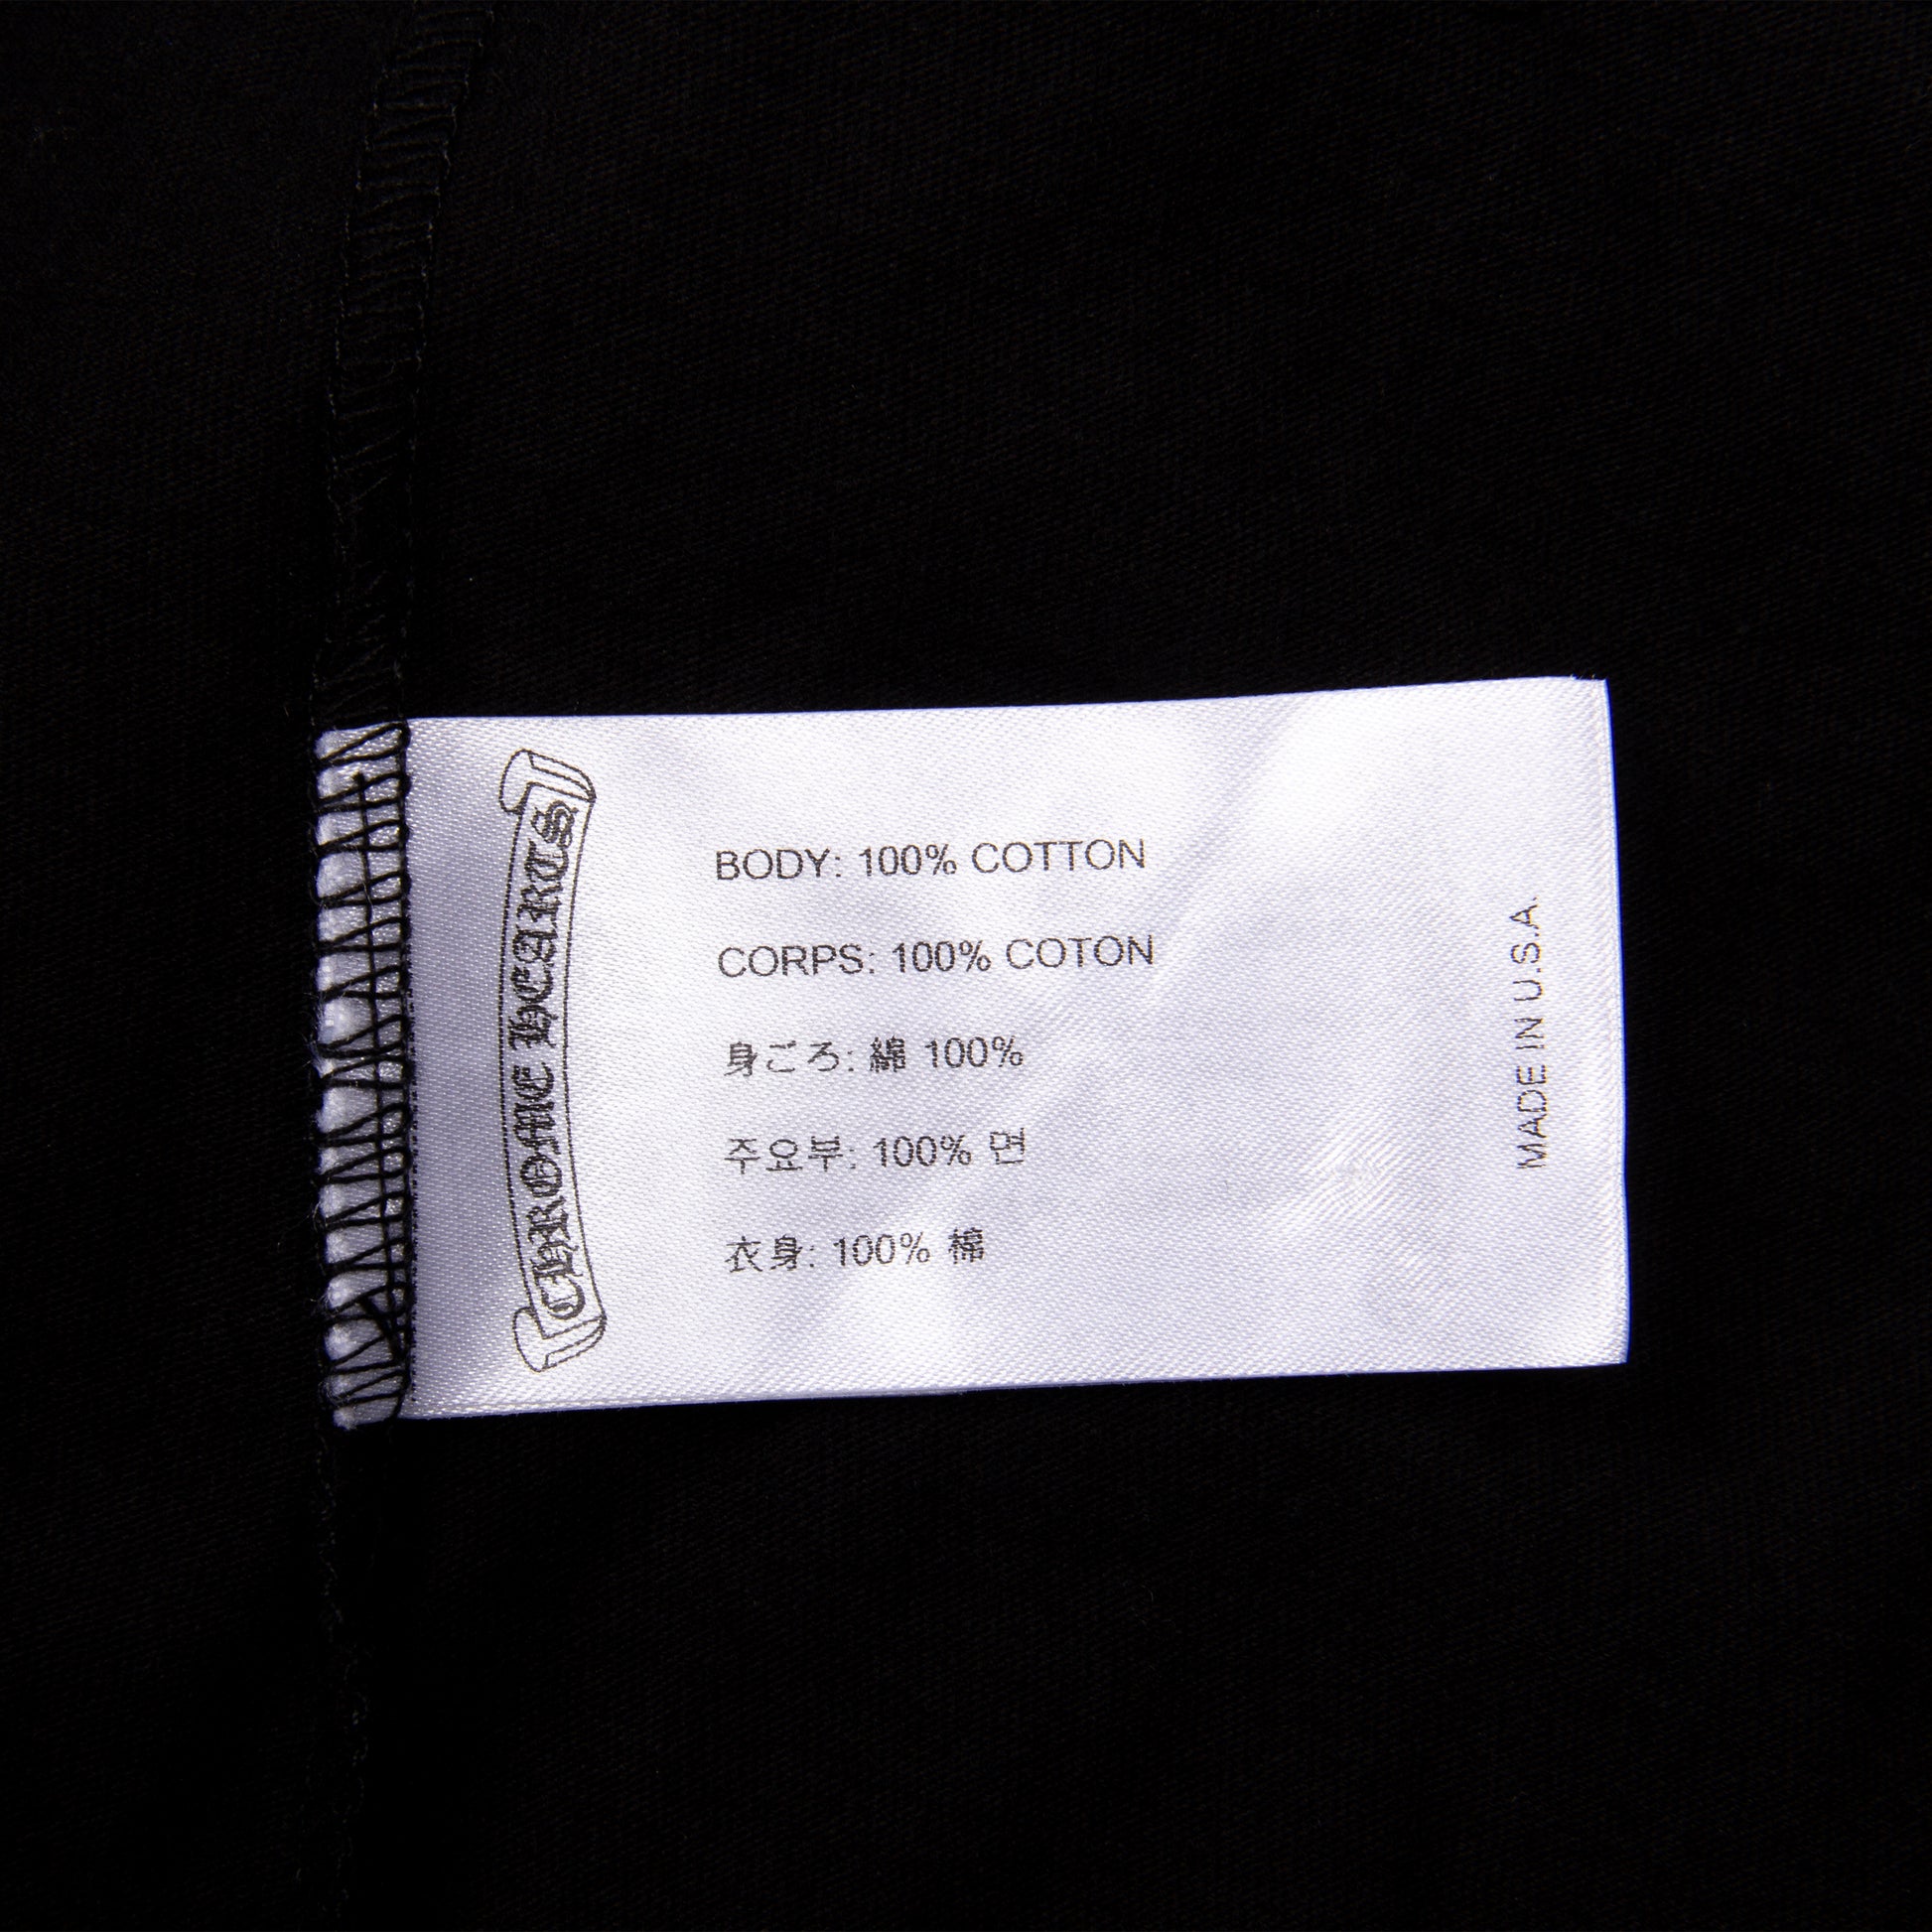 CHROME HEARTS
BODY: 100% COTTON
CORPS: 100% COTON
身ごろ: 綿 100%
주요부: 100% 면
衣身: 100% 棉
MADE IN U.S.A.